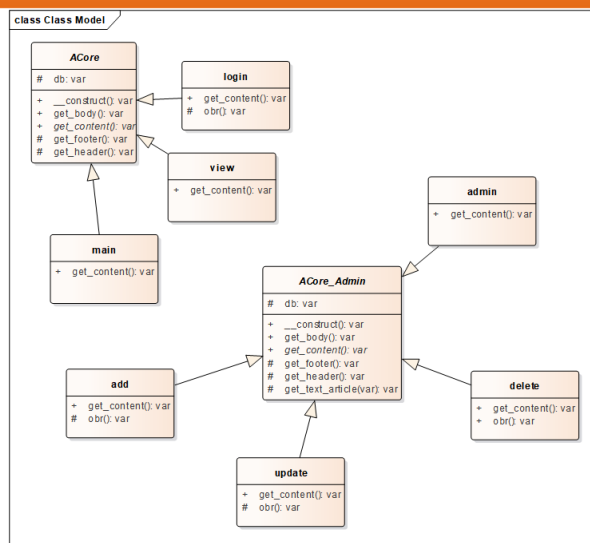 class Class Model
ACore
# db: var
+ __construct(): var
+ get_body(): var
+ get_content(): var
# get_footer(): var
# get_header(): var
login
+ get_content(): var
# obr(): var
view
+ get_content(): var
main
+ get_content(): var
admin
+ get_content(): var
ACore_Admin
# db: var
+ __construct(): var
+ get_body(): var
+ get_content(): var
# get_footer(): var
# get_header(): var
# get_text_article(var): var
add
+ get_content(): var
# obr(): var
delete
+ get_content(): var
+ obr(): var
update
+ get_content(): var
# obr(): var